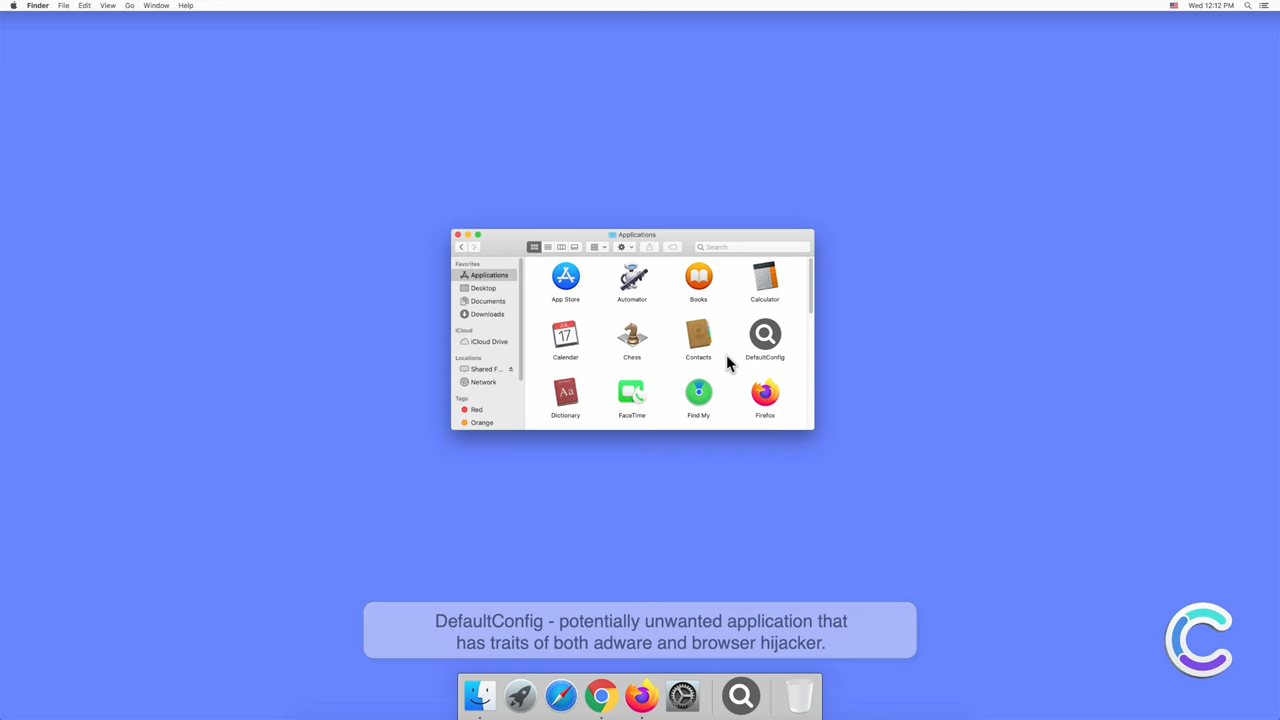 Finder File Edit View Go Window Help
Wed 12:12 PM
Applications
Search
Favorites
Applications
Desktop
Documents
Downloads
iCloud
iCloud Drive
Locations
Shared F...
Network
Tags
Red
Orange
App Store Automator Books Calculator
JUL
17
Calendar Chess Contacts DefaultConfig
Aa
Dictionary FaceTime Find My Firefox
DefaultConfig - potentially unwanted application that
has traits of both adware and browser hijacker.